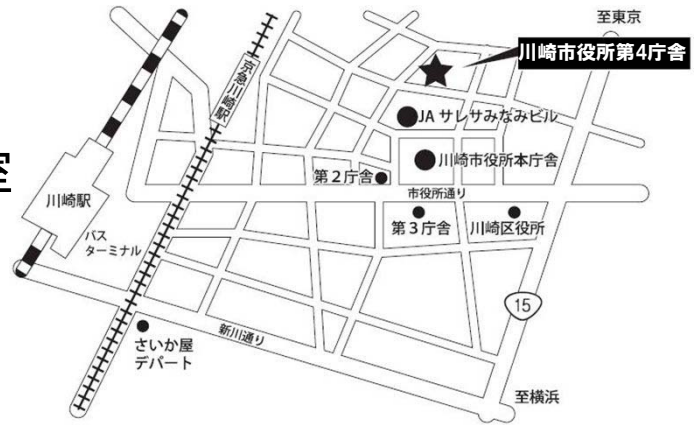 至東京
川崎市役所第4庁舎
京急川崎駅
JA サレサみなみビル
川崎市役所本庁舎
室
第２庁舎
市役所通り
川崎駅
第３庁舎
川崎区役所
バス
ターミナル
15
新川通り
さいか屋
デパート
至横浜